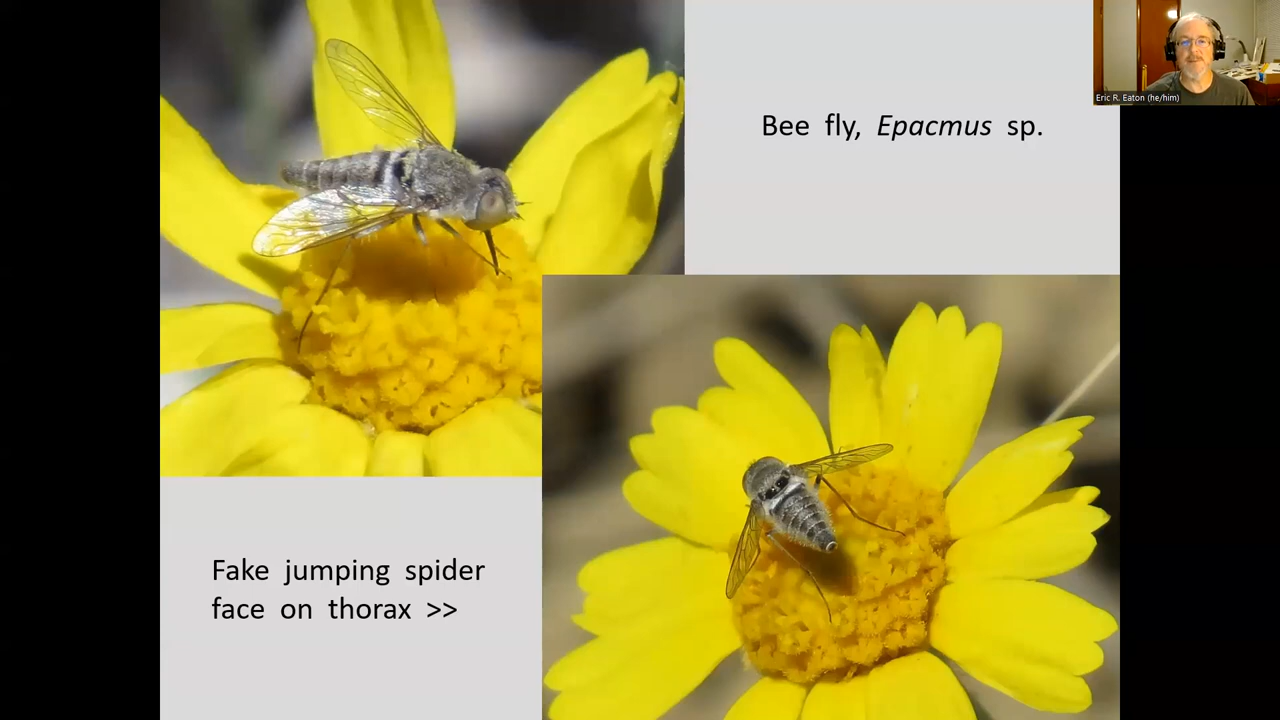 Eric R. Eaton (he/him)
Bee fly, Epacmus sp.
Fake jumping spider
face on thorax >>